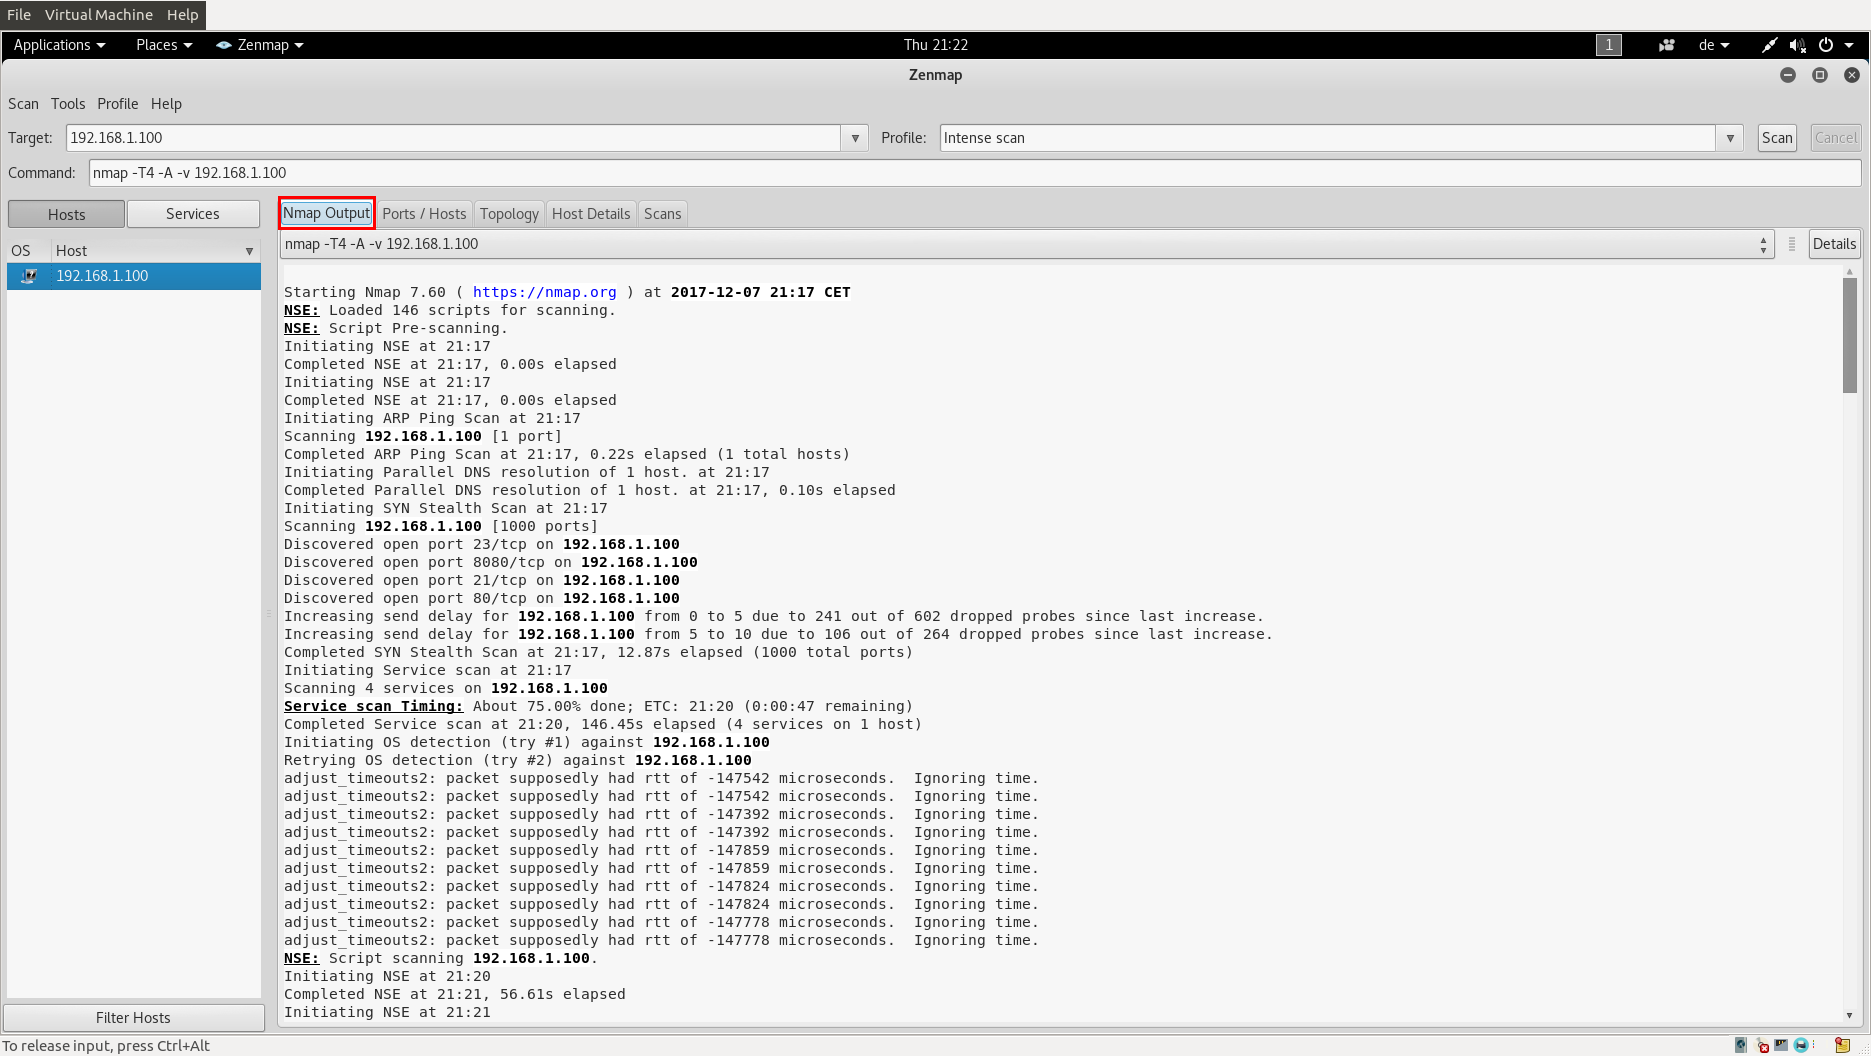 File Virtual Machine Help
Applications Places Zenmap Thu 21:22 1 de
Zenmap
Scan Tools Profile Help
Target: 192.168.1.100 Profile: Intense scan Scan Cancel
Command: nmap -T4 -A -v 192.168.1.100
Hosts Services Nmap Output Ports / Hosts Topology Host Details Scans
nmap -T4 -A -v 192.168.1.100 Details
OS Host
192.168.1.100
Starting Nmap 7.60 ( https://nmap.org ) at 2017-12-07 21:17 CET
NSE: Loaded 146 scripts for scanning.
NSE: Script Pre-scanning.
Initiating NSE at 21:17
Completed NSE at 21:17, 0.00s elapsed
Initiating NSE at 21:17
Completed NSE at 21:17, 0.00s elapsed
Initiating ARP Ping Scan at 21:17
Scanning 192.168.1.100 [1 port]
Completed ARP Ping Scan at 21:17, 0.22s elapsed (1 total hosts)
Initiating Parallel DNS resolution of 1 host. at 21:17
Completed Parallel DNS resolution of 1 host. at 21:17, 0.10s elapsed
Initiating SYN Stealth Scan at 21:17
Scanning 192.168.1.100 [1000 ports]
Discovered open port 23/tcp on 192.168.1.100
Discovered open port 8080/tcp on 192.168.1.100
Discovered open port 21/tcp on 192.168.1.100
Discovered open port 80/tcp on 192.168.1.100
Increasing send delay for 192.168.1.100 from 0 to 5 due to 241 out of 602 dropped probes since last increase.
Increasing send delay for 192.168.1.100 from 5 to 10 due to 106 out of 264 dropped probes since last increase.
Completed SYN Stealth Scan at 21:17, 12.87s elapsed (1000 total ports)
Initiating Service scan at 21:17
Scanning 4 services on 192.168.1.100
Service scan Timing: About 75.00% done; ETC: 21:20 (0:00:47 remaining)
Completed Service scan at 21:20, 146.45s elapsed (4 services on 1 host)
Initiating OS detection (try #1) against 192.168.1.100
Retrying OS detection (try #2) against 192.168.1.100
adjust_timeouts2: packet supposedly had rtt of -147542 microseconds.  Ignoring time.
adjust_timeouts2: packet supposedly had rtt of -147542 microseconds.  Ignoring time.
adjust_timeouts2: packet supposedly had rtt of -147392 microseconds.  Ignoring time.
adjust_timeouts2: packet supposedly had rtt of -147392 microseconds.  Ignoring time.
adjust_timeouts2: packet supposedly had rtt of -147859 microseconds.  Ignoring time.
adjust_timeouts2: packet supposedly had rtt of -147859 microseconds.  Ignoring time.
adjust_timeouts2: packet supposedly had rtt of -147824 microseconds.  Ignoring time.
adjust_timeouts2: packet supposedly had rtt of -147824 microseconds.  Ignoring time.
adjust_timeouts2: packet supposedly had rtt of -147778 microseconds.  Ignoring time.
adjust_timeouts2: packet supposedly had rtt of -147778 microseconds.  Ignoring time.
NSE: Script scanning 192.168.1.100.
Initiating NSE at 21:20
Completed NSE at 21:21, 56.61s elapsed
Initiating NSE at 21:21
Filter Hosts
To release input, press Ctrl+Alt